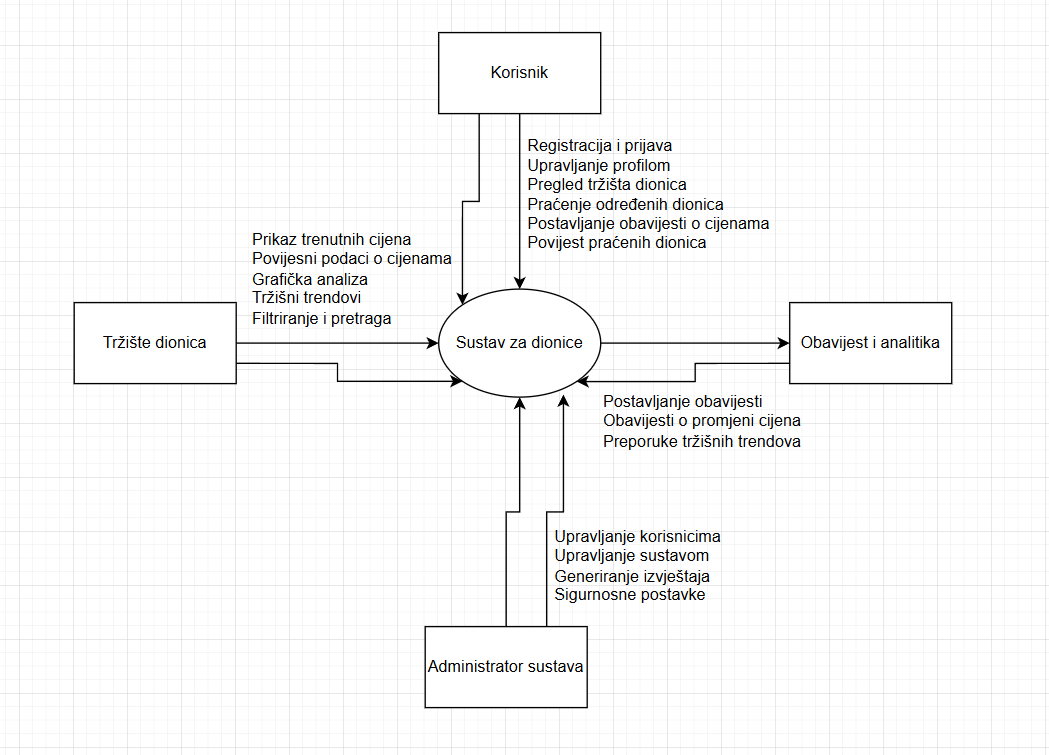 Korisnik
Registracija i prijava
Upravljanje profilom
Pregled tržišta dionica
Praćenje određenih dionica
Postavljanje obavijesti o cijenama
Povijest praćenih dionica
Prikaz trenutnih cijena
Povijesni podaci o cijenama
Grafička analiza
Tržišni trendovi
Filtriranje i pretraga
Tržište dionica
Sustav za dionice
Obavijest i analitika
Postavljanje obavijesti
Obavijesti o promjeni cijena
Preporuke tržišnih trendova
Upravljanje korisnicima
Upravljanje sustavom
Generiranje izvještaja
Sigurnosne postavke
Administrator sustava